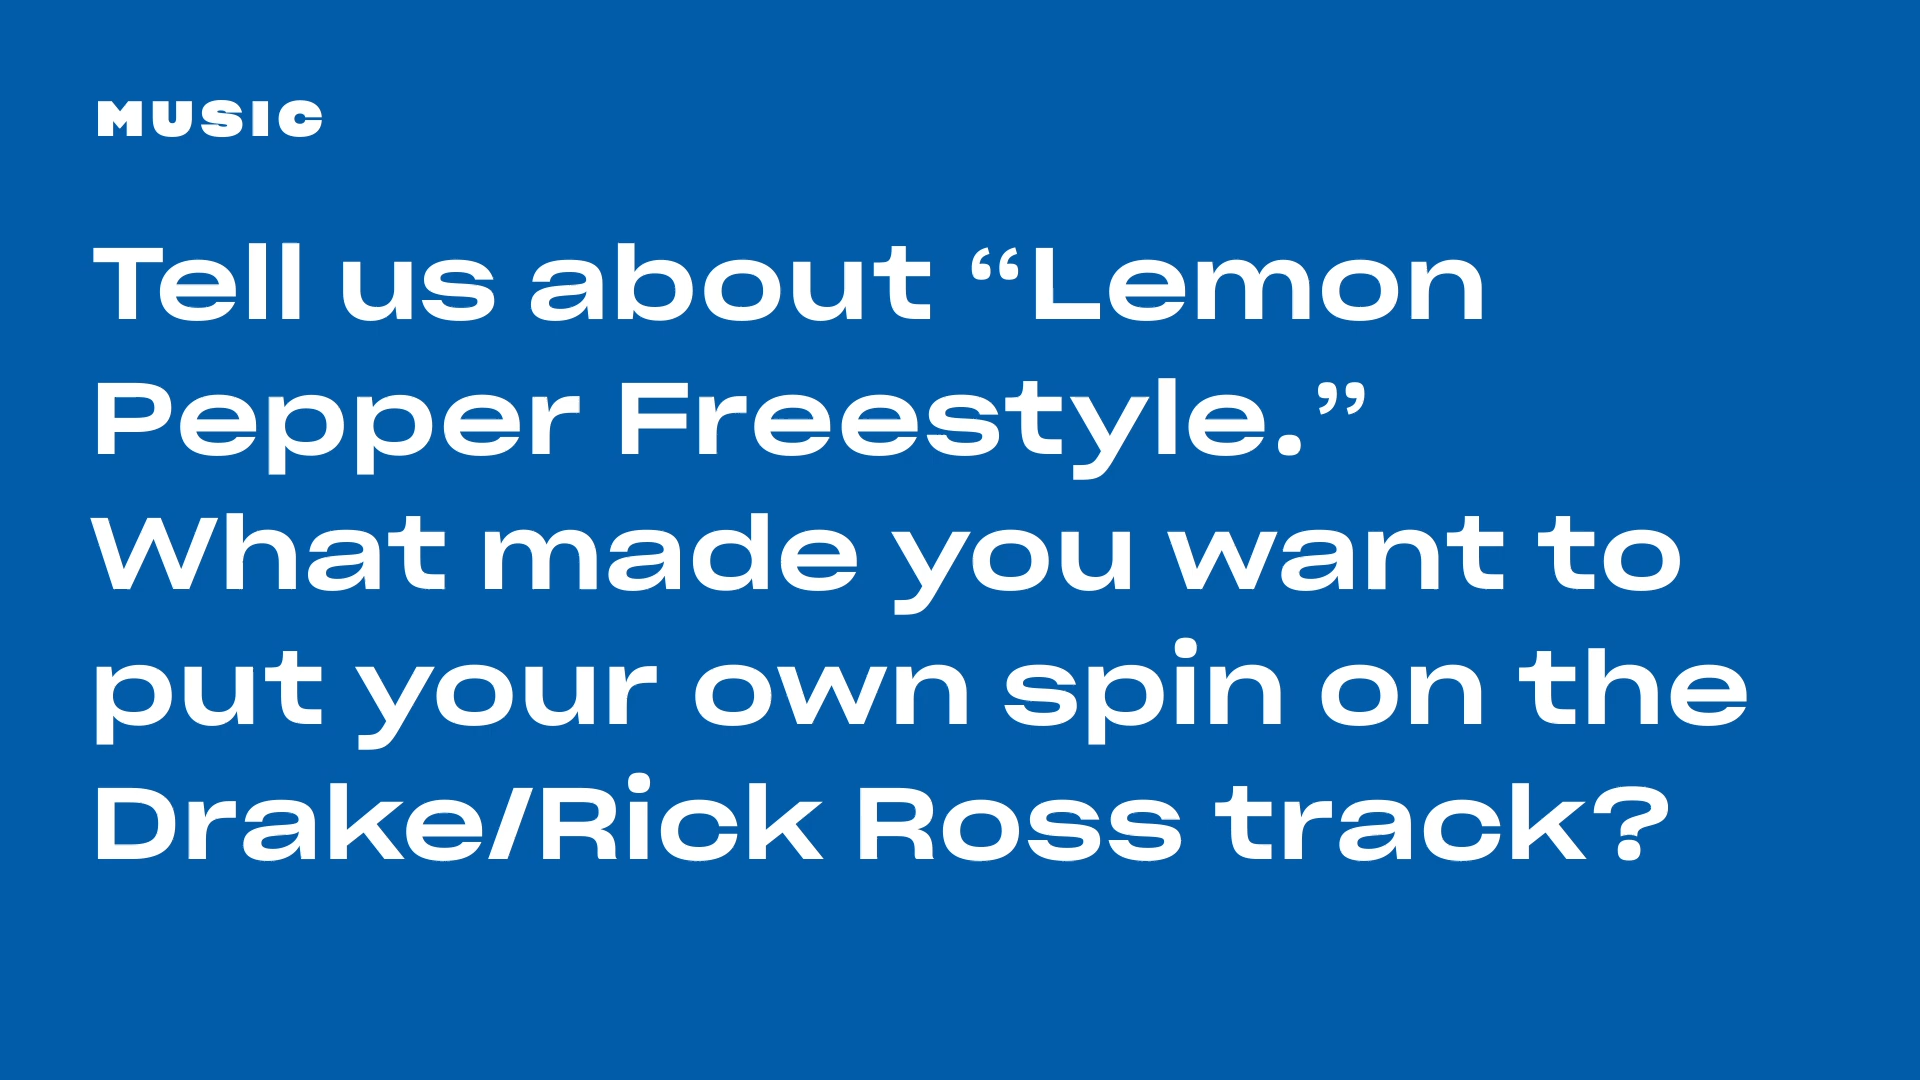 MUSIC
Tell us about “Lemon
Pepper Freestyle.”
What made you want to
put your own spin on the
Drake/Rick Ross track?